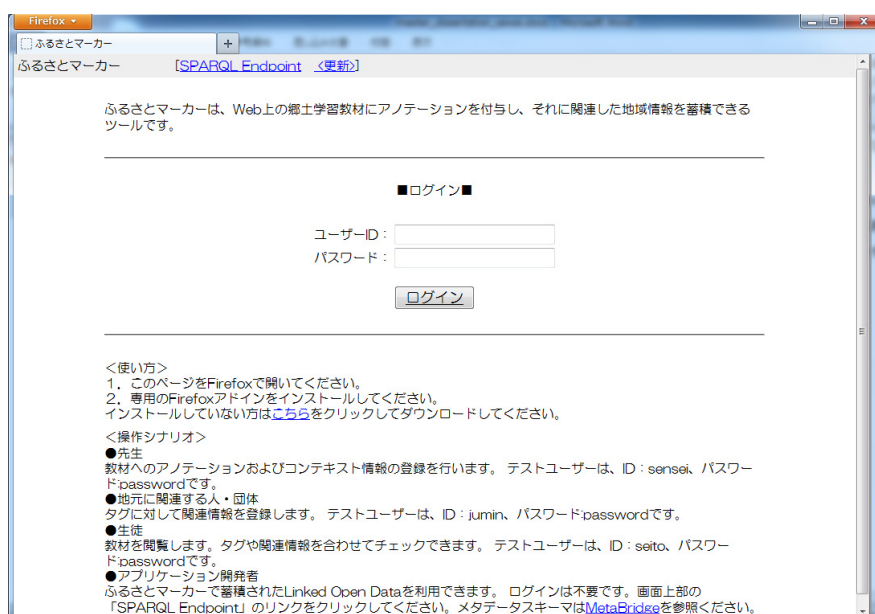 Firefox
ふるさとマーカー
+
ふるさとマーカー [SPARQL Endpoint <更新>]
ふるさとマーカーは、Web上の郷土学習教材にアノテーションを付与し、それに関連した地域情報を蓄積できる
ツールです。
■ログイン■
ユーザーID:
パスワード:
ログイン
<使い方>
1．このページをFirefoxで開いてください。
2．専用のFirefoxアドインをインストールしてください。
インストールしていない方はこちらをクリックしてダウンロードしてください。
<操作シナリオ>
●先生
教材へのアノテーションおよびコンテキスト情報の登録を行います。 テストユーザーは、ID：sensei、パスワー
ド:passwordです。
●地元に関連する人・団体
タグに対して関連情報を登録します。 テストユーザーは、ID：jumin、パスワード:passwordです。
●生徒
教材を閲覧します。タグや関連情報を合わせてチェックできます。 テストユーザーは、ID：seito、パスワー
ド:passwordです。
●アプリケーション開発者
ふるさとマーカーで蓄積されたLinked Open Dataを利用できます。 ログインは不要です。画面上部の
「SPARQL Endpoint」のリンクをクリックしてください。メタデータスキーマはMetaBridgeを参照ください。